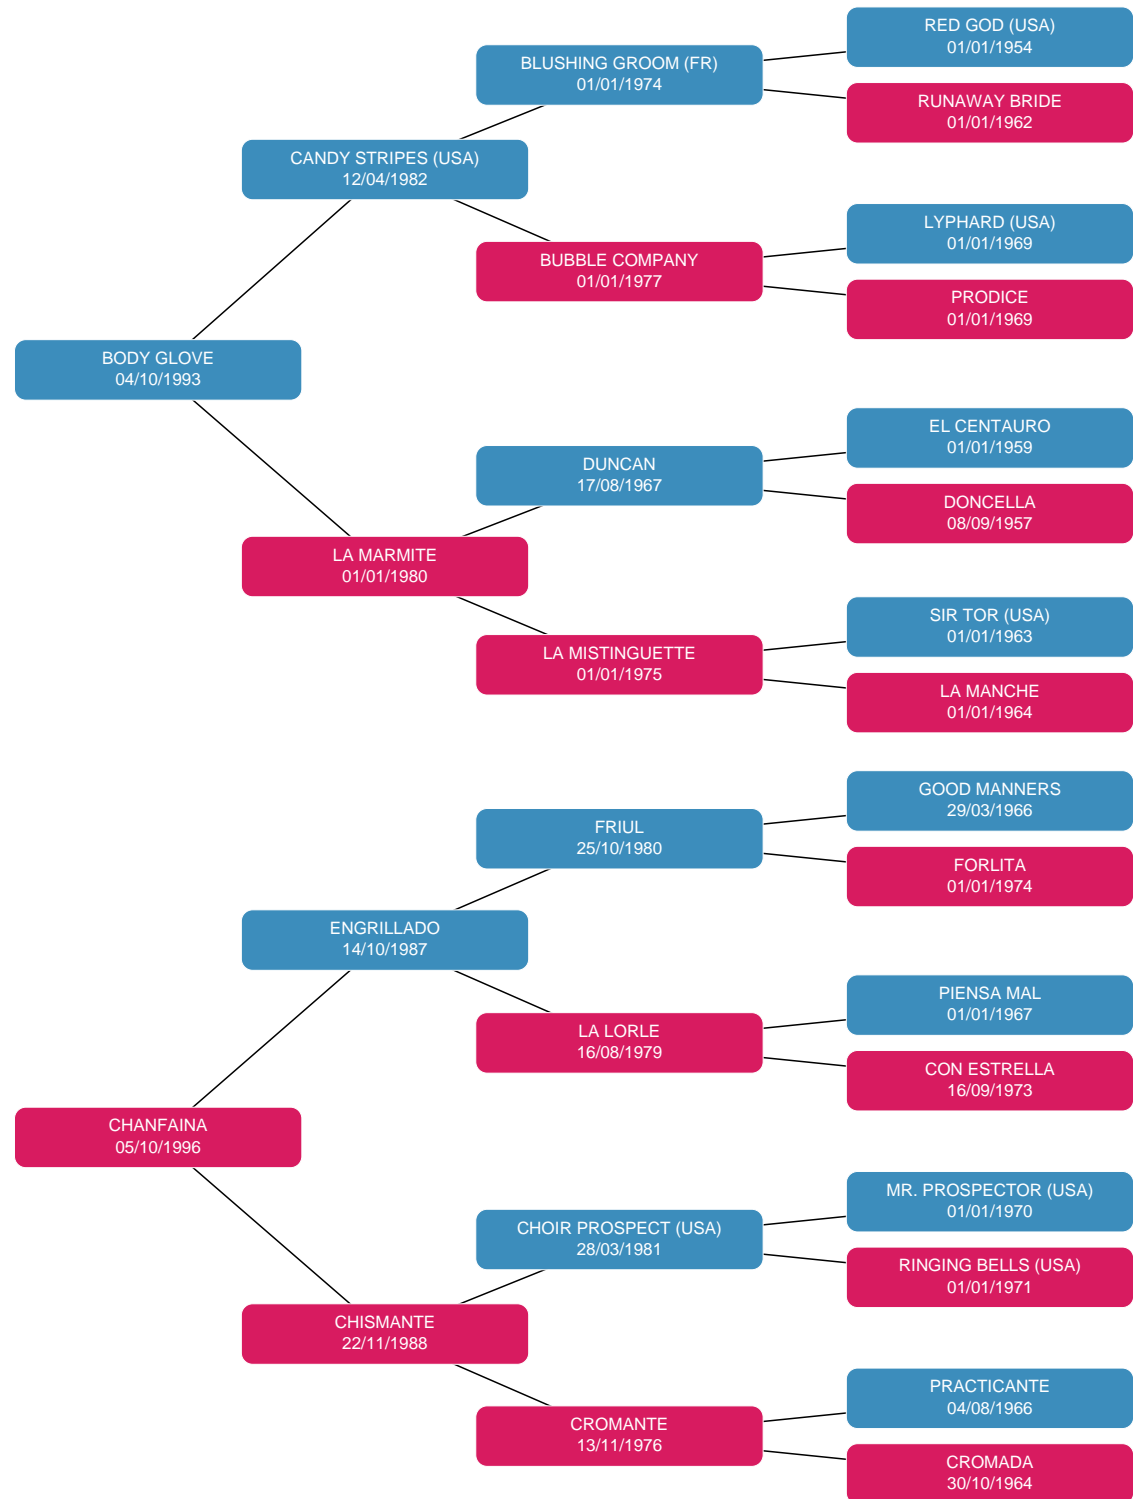 RED GOD (USA)
01/01/1954
BLUSHING GROOM (FR)
01/01/1974
RUNAWAY BRIDE
01/01/1962
CANDY STRIPES (USA)
12/04/1982
LYPHARD (USA)
01/01/1969
BUBBLE COMPANY
01/01/1977
PRODICE
01/01/1969
BODY GLOVE
04/10/1993
EL CENTAURO
01/01/1959
DUNCAN
17/08/1967
DONCELLA
08/09/1957
LA MARMITE
01/01/1980
SIR TOR (USA)
01/01/1963
LA MISTINGUETTE
01/01/1975
LA MANCHE
01/01/1964
GOOD MANNERS
29/03/1966
FRIUL
25/10/1980
FORLITA
01/01/1974
ENGRILLADO
14/10/1987
PIENSA MAL
01/01/1967
LA LORLE
16/08/1979
CON ESTRELLA
16/09/1973
CHANFAINA
05/10/1996
MR. PROSPECTOR (USA)
01/01/1970
CHOIR PROSPECT (USA)
28/03/1981
RINGING BELLS (USA)
01/01/1971
CHISMANTE
22/11/1988
PRACTICANTE
04/08/1966
CROMANTE
13/11/1976
CROMADA
30/10/1964